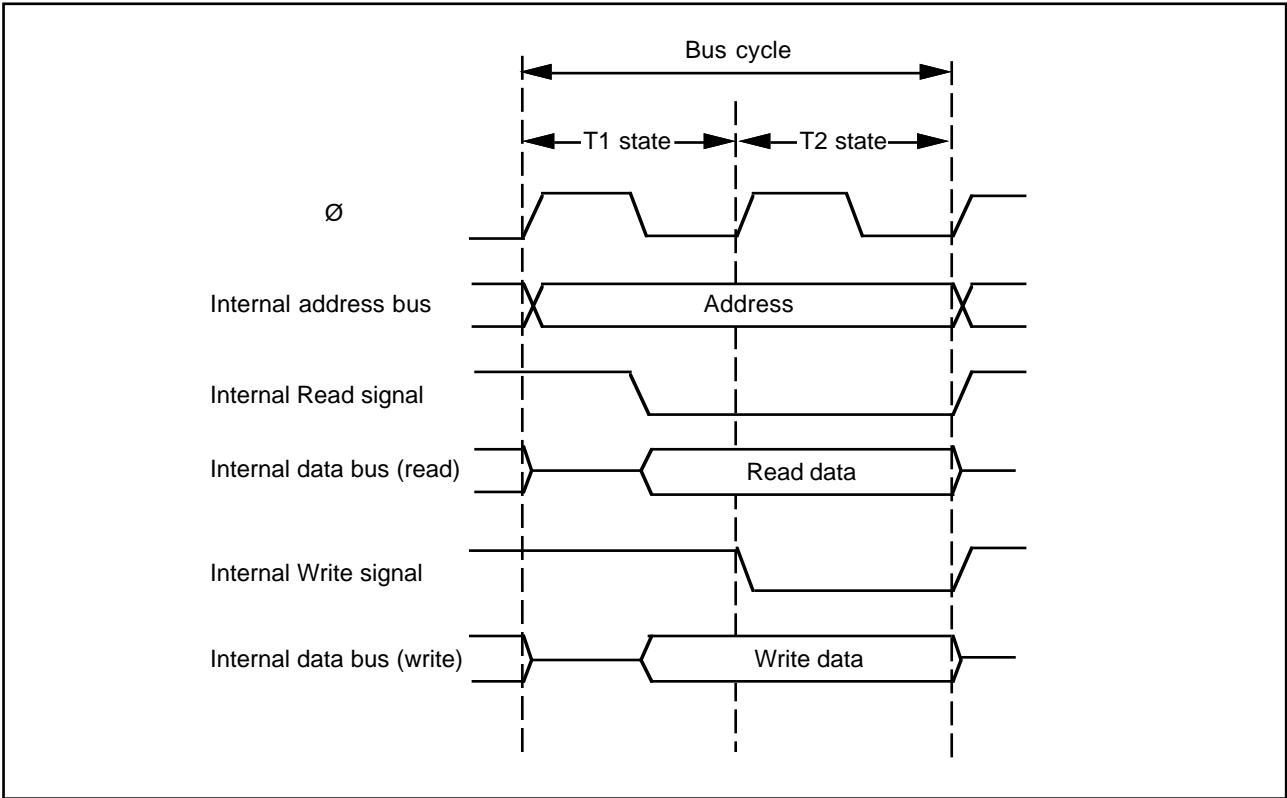 Bus cycle
T1 state
T2 state
Ø
Internal address bus
Address
Internal Read signal
Internal data bus (read)
Read data
Internal Write signal
Internal data bus (write)
Write data